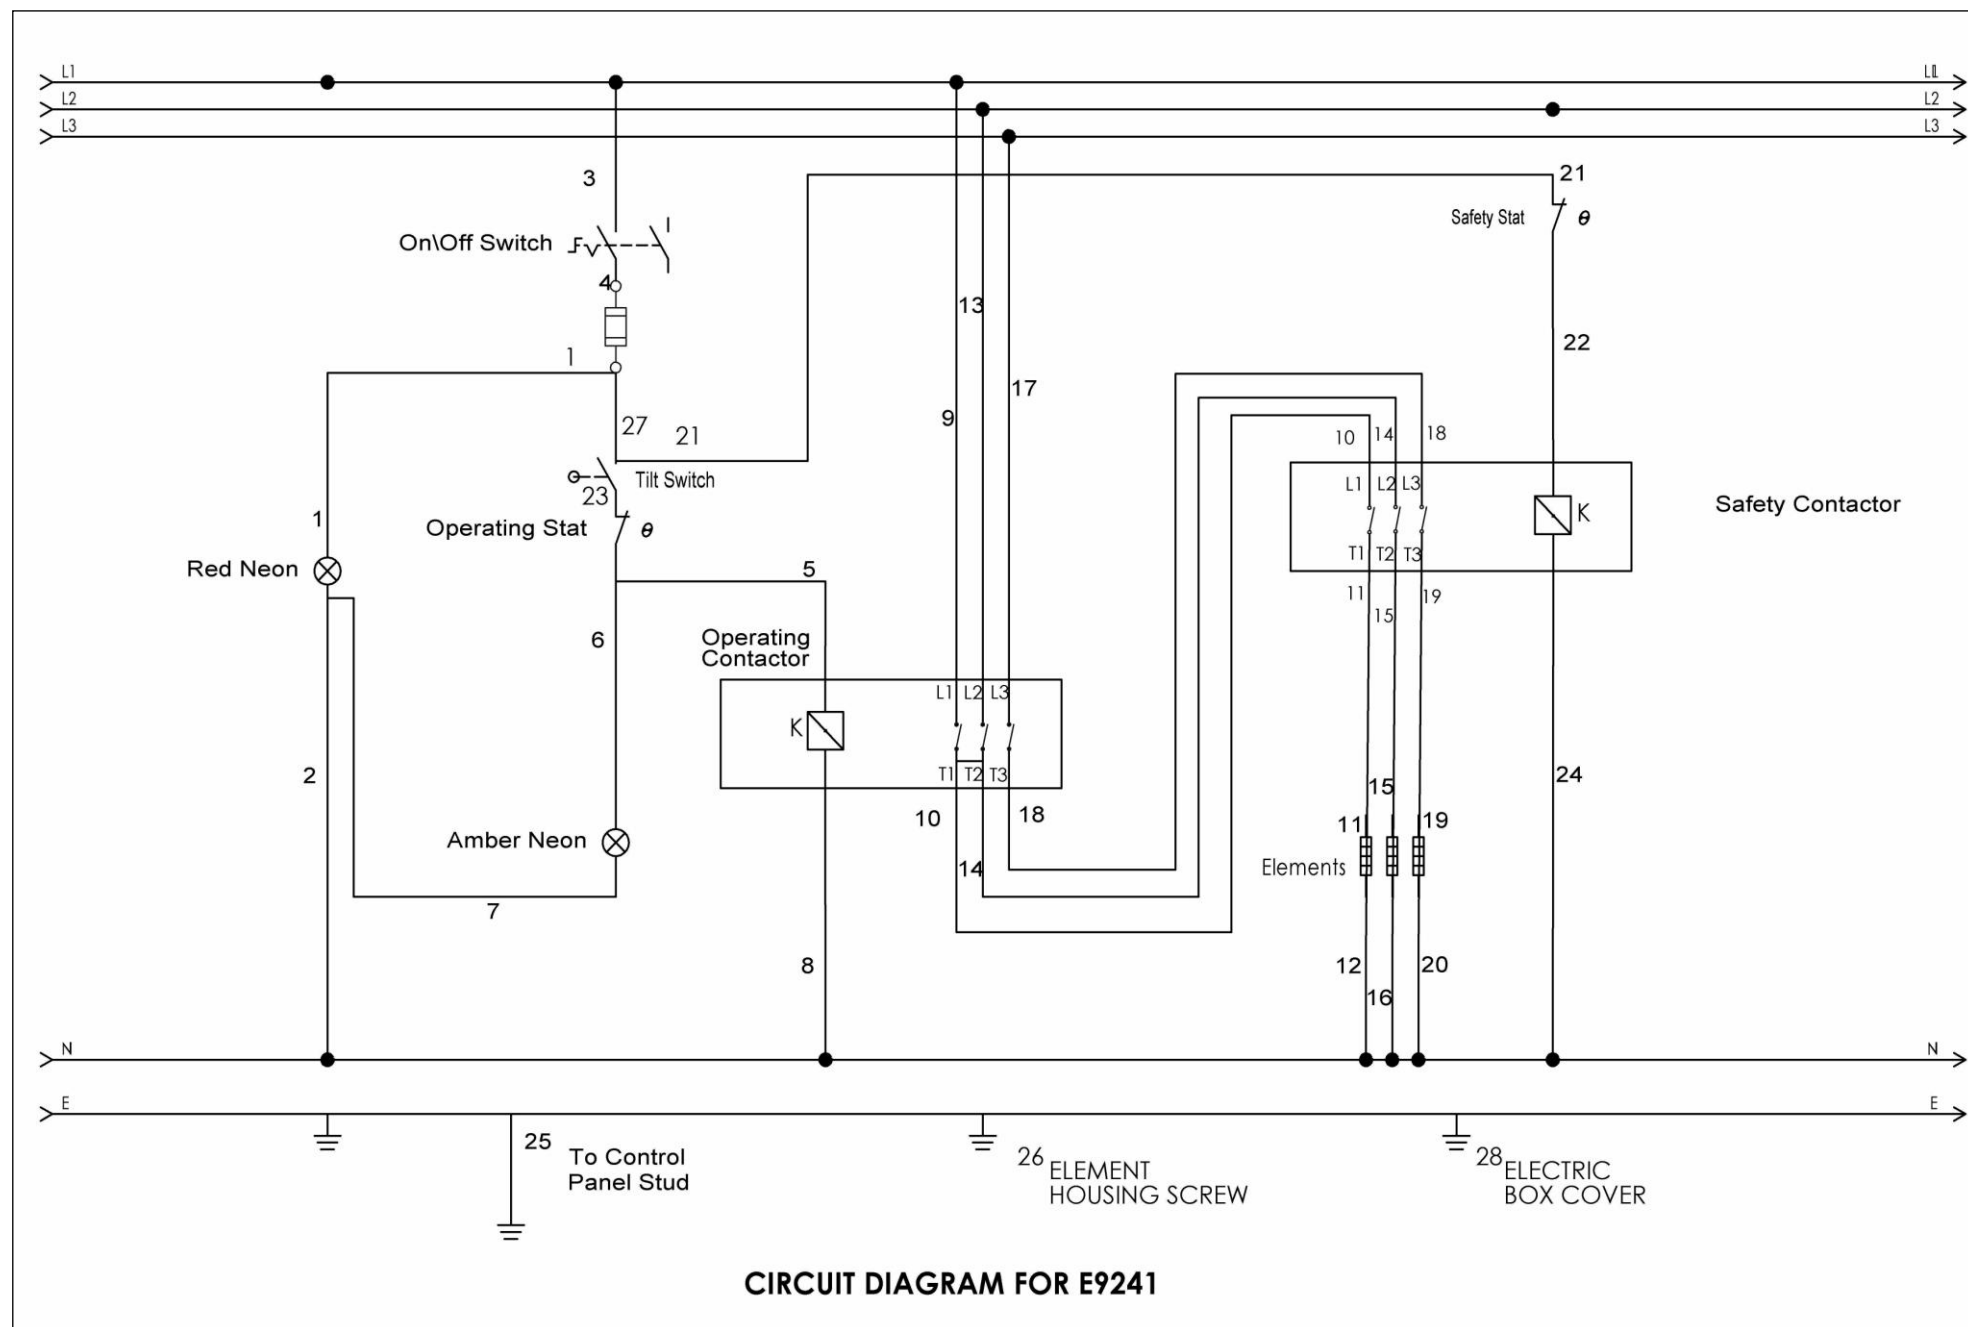 L1 L1
L2 L2
L3 L3
3
21
Safety Stat θ
On\Off Switch
4
13
22
1
17
9
27 21
10 14 18
Tilt Switch
23
L1 L2 L3
Safety Contactor
K
1
Operating Stat θ
T1 T2 T3
Red Neon
5
11 15 19
6
Operating
Contactor
L1 L2 L3
K
T1 T2 T3
2
15
24
10 18
11 19
Amber Neon
14
Elements
7
8
12 20
16
N N
E E
25
To Control
Panel Stud
26 ELEMENT
HOUSING SCREW
28 ELECTRIC
BOX COVER
CIRCUIT DIAGRAM FOR E9241